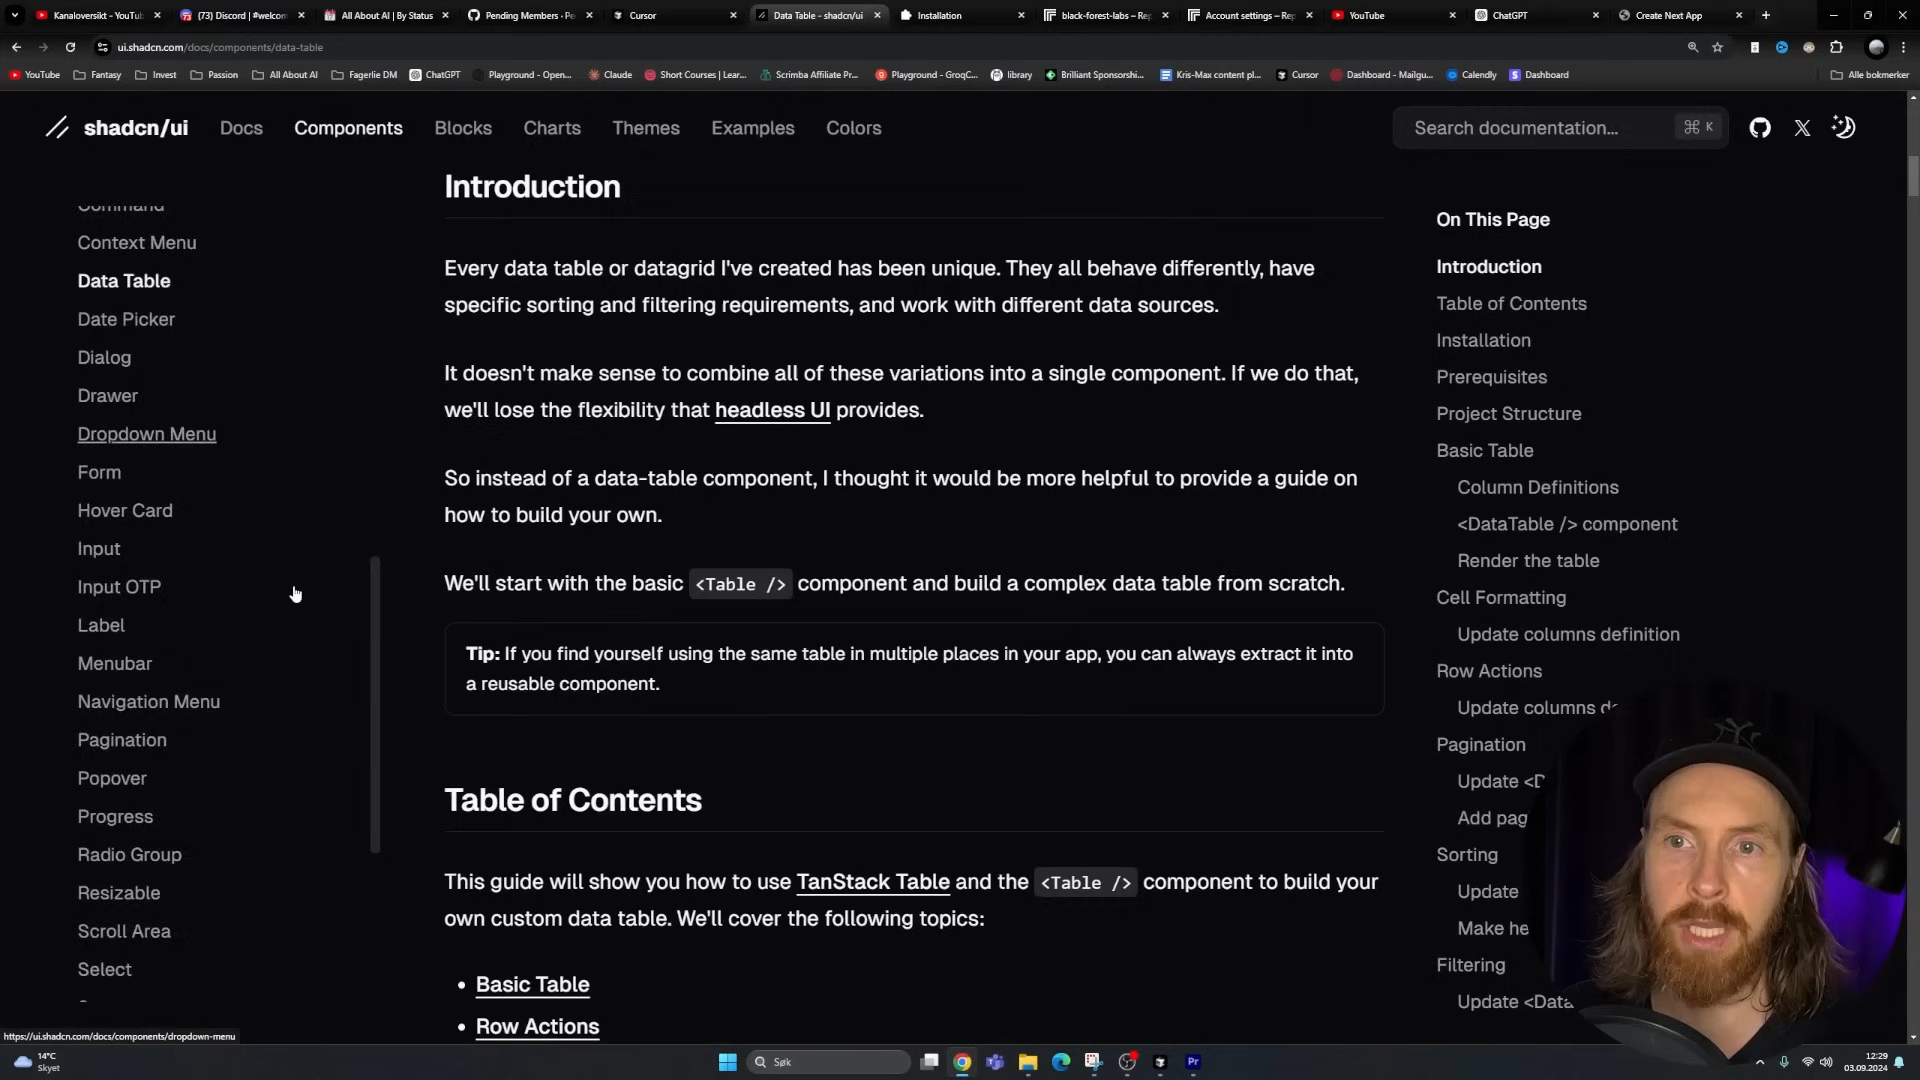 Kanaloversikt - YouTu
(73) Discord | #welcom
All About AI | By Status
Pending Members · Pe
Cursor
Data Table - shadcn/ui
Installation
black-forest-labs – Rep
Account settings – Rep
YouTube
ChatGPT
Create Next App
ui.shadcn.com/docs/components/data-table
YouTube
Fantasy
Invest
Passion
All About AI
Fagerlie DM
ChatGPT
Playground - Open...
Claude
Short Courses | Lear...
Scrimba Affiliate Pr...
Playground - GroqC...
library
Brilliant Sponsorshi...
Kris-Max content pl...
Cursor
Dashboard - Mailgu...
Calendly
Dashboard
Alle bokmerker
shadcn/ui
Docs
Components
Blocks
Charts
Themes
Examples
Colors
Search documentation...
⌘ K
Command
Context Menu
Data Table
Date Picker
Dialog
Drawer
Dropdown Menu
Form
Hover Card
Input
Input OTP
Label
Menubar
Navigation Menu
Pagination
Popover
Progress
Radio Group
Resizable
Scroll Area
Select
Introduction
Every data table or datagrid I've created has been unique. They all behave differently, have
specific sorting and filtering requirements, and work with different data sources.
It doesn't make sense to combine all of these variations into a single component. If we do that,
we'll lose the flexibility that headless UI provides.
So instead of a data-table component, I thought it would be more helpful to provide a guide on
how to build your own.
We'll start with the basic <Table /> component and build a complex data table from scratch.
Tip: If you find yourself using the same table in multiple places in your app, you can always extract it into
a reusable component.
Table of Contents
This guide will show you how to use TanStack Table and the <Table /> component to build your
own custom data table. We'll cover the following topics:
• Basic Table
• Row Actions
On This Page
Introduction
Table of Contents
Installation
Prerequisites
Project Structure
Basic Table
Column Definitions
<DataTable /> component
Render the table
Cell Formatting
Update columns definition
Row Actions
Update columns de
Pagination
Update <D
Add pag
Sorting
Update
Make he
Filtering
Update <Data
https://ui.shadcn.com/docs/components/dropdown-menu
14°C
Skyet
Søk
12:29
03.09.2024